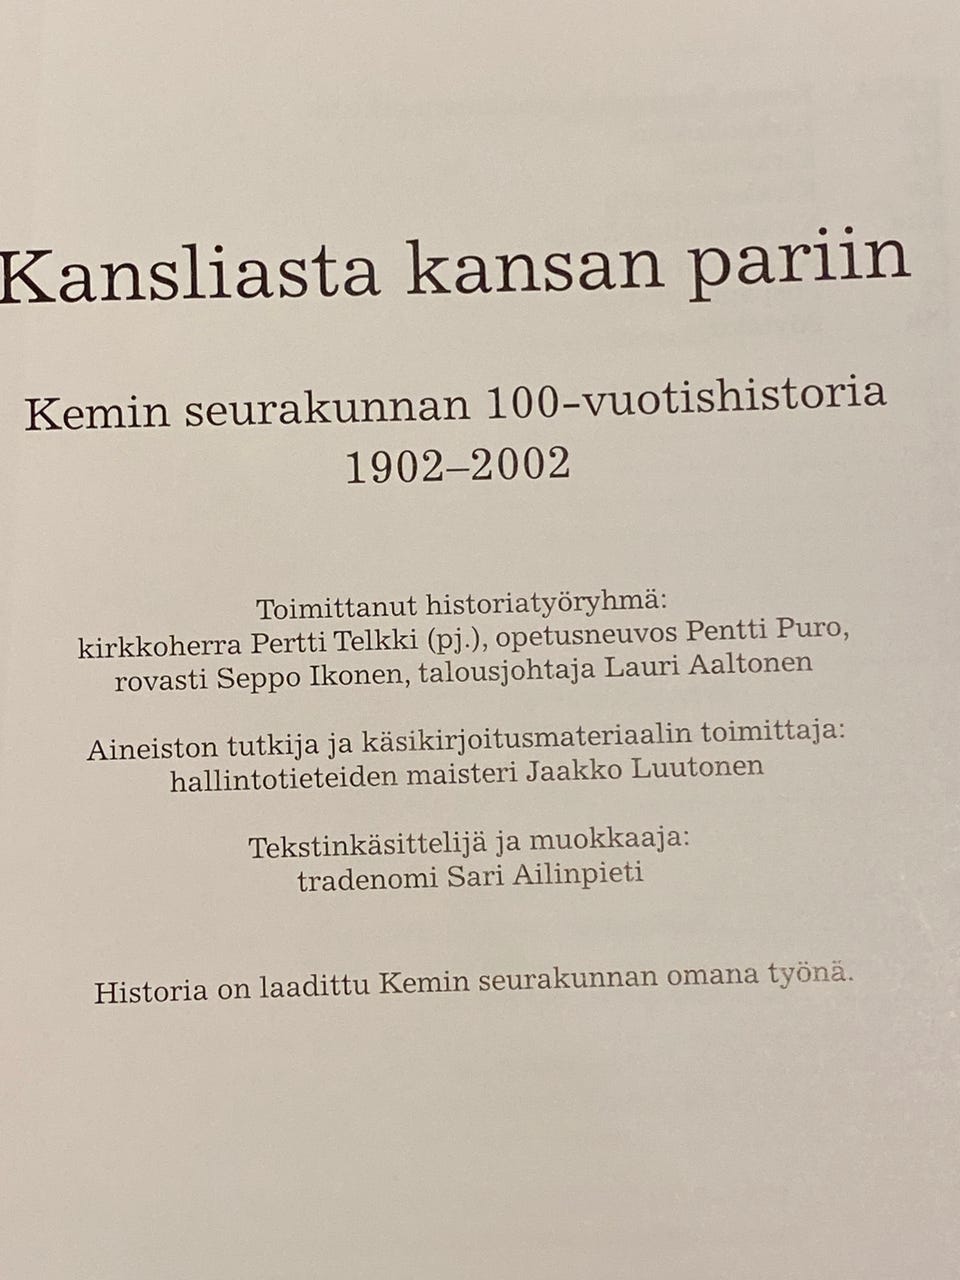 Kansliasta kansan pariin
Kemin seurakunnan 100-vuotishistoria
1902–2002
Toimittanut historiatyöryhmä:
kirkkoherra Pertti Telkki (pj.), opetusneuvos Pentti Puro,
rovasti Seppo Ikonen, talousjohtaja Lauri Aaltonen
Aineiston tutkija ja käsikirjoitusmateriaalin toimittaja:
hallintotieteiden maisteri Jaakko Luutonen
Tekstinkäsittelijä ja muokkaaja:
tradenomi Sari Ailinpieti
Historia on laadittu Kemin seurakunnan omana työnä.